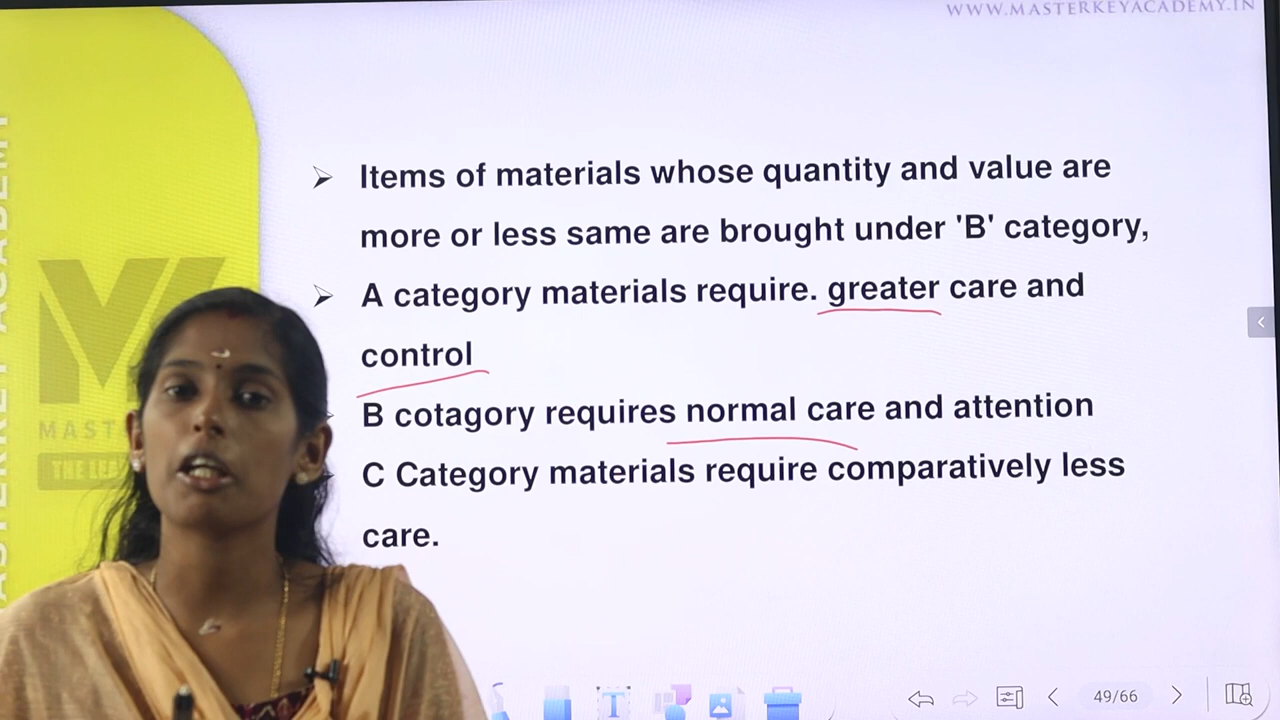 WWW.MASTERKEYACADEMY.IN
Items of materials whose quantity and value are
more or less same are brought under 'B' category,
A category materials require. greater care and
control
B cotagory requires normal care and attention
C Category materials require comparatively less
care.
49/66
T